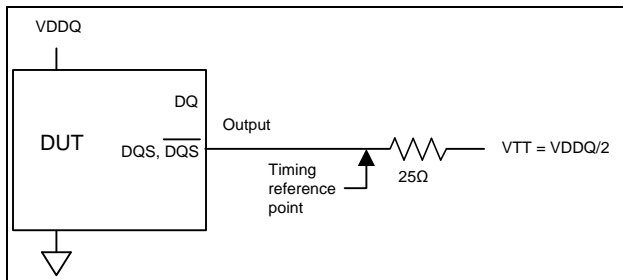 VDDQ
DQ
DUT
Output
DQS, DQS
VTT = VDDQ/2
Timing
reference
point
25Ω